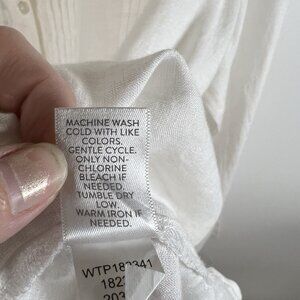 MACHINE WASH
COLD WITH LIKE
COLORS.
GENTLE CYCLE.
ONLY NON-
CHLORINE
BLEACH IF
NEEDED.
TUMBLE DRY
LOW.
WARM IRON IF
NEEDED.